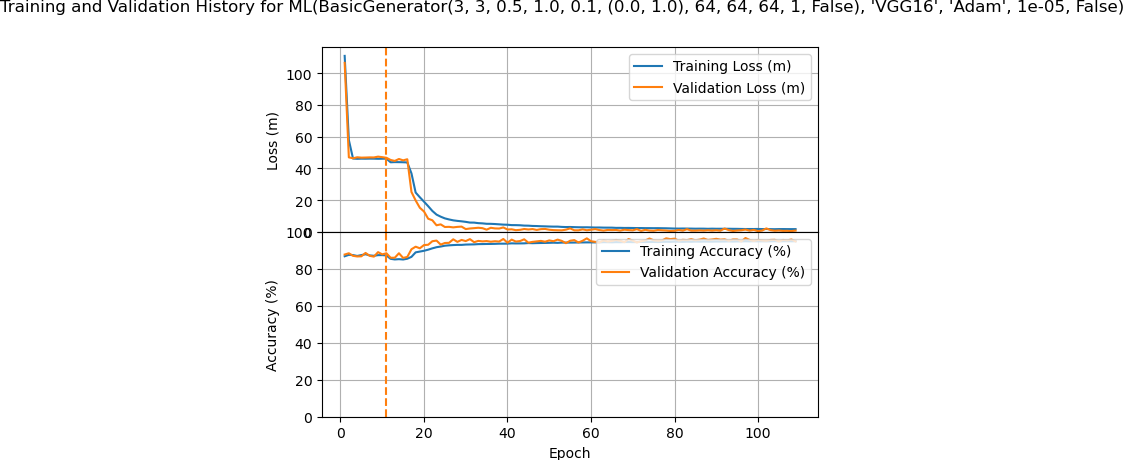 Training and Validation History for ML(BasicGenerator(3, 3, 0.5, 1.0, 0.1, (0.0, 1.0), 64, 64, 64, 1, False), 'VGG16', 'Adam', 1e-05, False)
Training Loss (m)
Validation Loss (m)
100
80
60
40
20
0
Loss (m)
Training Accuracy (%)
Validation Accuracy (%)
100
80
60
40
20
0
Accuracy (%)
0 20 40 60 80 100
Epoch